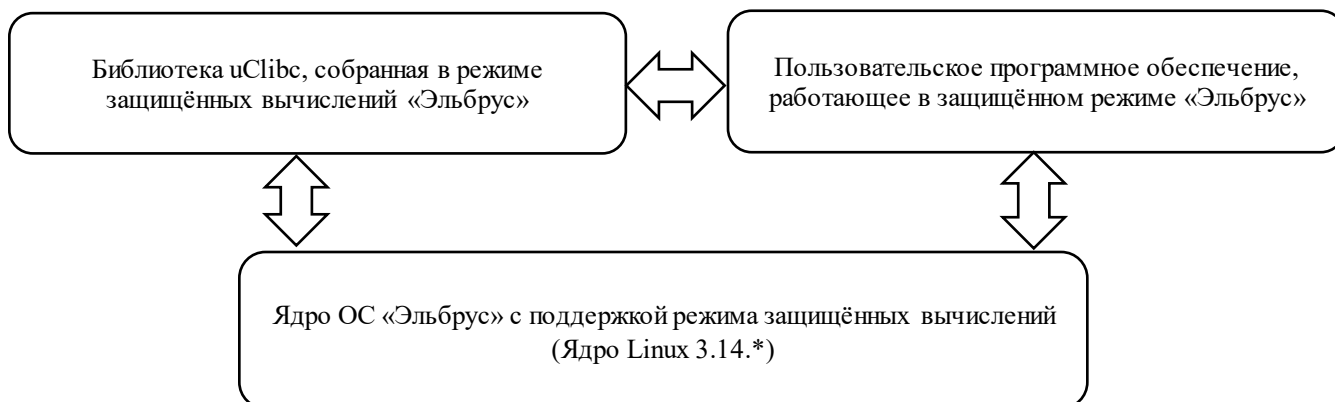 Библиотека uClibc, собранная в режиме
защищённых вычислений «Эльбрус»
Пользовательское программное обеспечение,
работающее в защищённом режиме «Эльбрус»
Ядро ОС «Эльбрус» с поддержкой режима защищённых вычислений
(Ядро Linux 3.14.*)